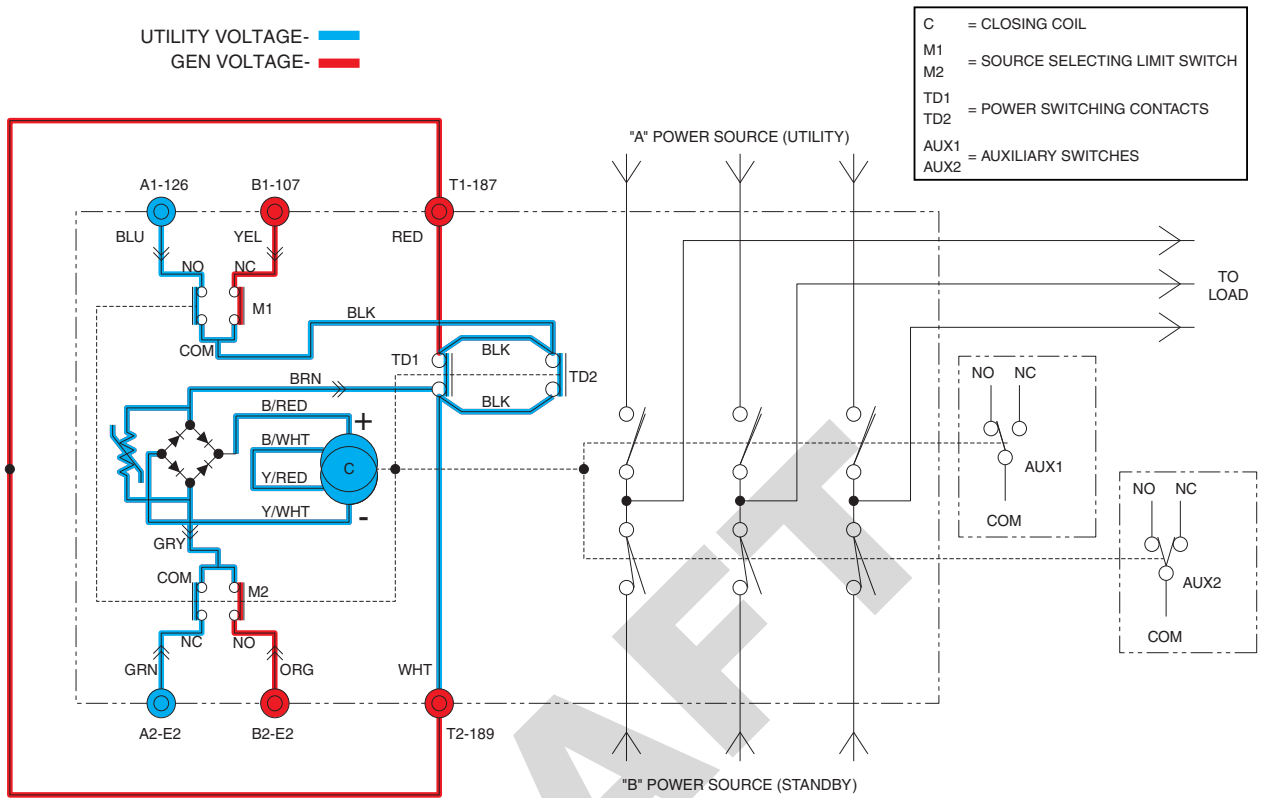 UTILITY VOLTAGE-
GEN VOLTAGE-
C = CLOSING COIL
M1
M2 = SOURCE SELECTING LIMIT SWITCH
TD1
TD2 = POWER SWITCHING CONTACTS
AUX1
AUX2 = AUXILIARY SWITCHES
"A" POWER SOURCE (UTILITY)
A1-126
B1-107
T1-187
BLU
YEL
RED
NO
NC
M1
COM
BLK
TO
LOAD
TD1
BLK
TD2
BRN
BLK
B/RED
+
B/WHT
C
Y/RED
Y/WHT
-
GRY
COM
M2
NC
NO
GRN
ORG
WHT
A2-E2
B2-E2
T2-189
NO
NC
AUX1
COM
NO
NC
AUX2
COM
"B" POWER SOURCE (STANDBY)
AFT